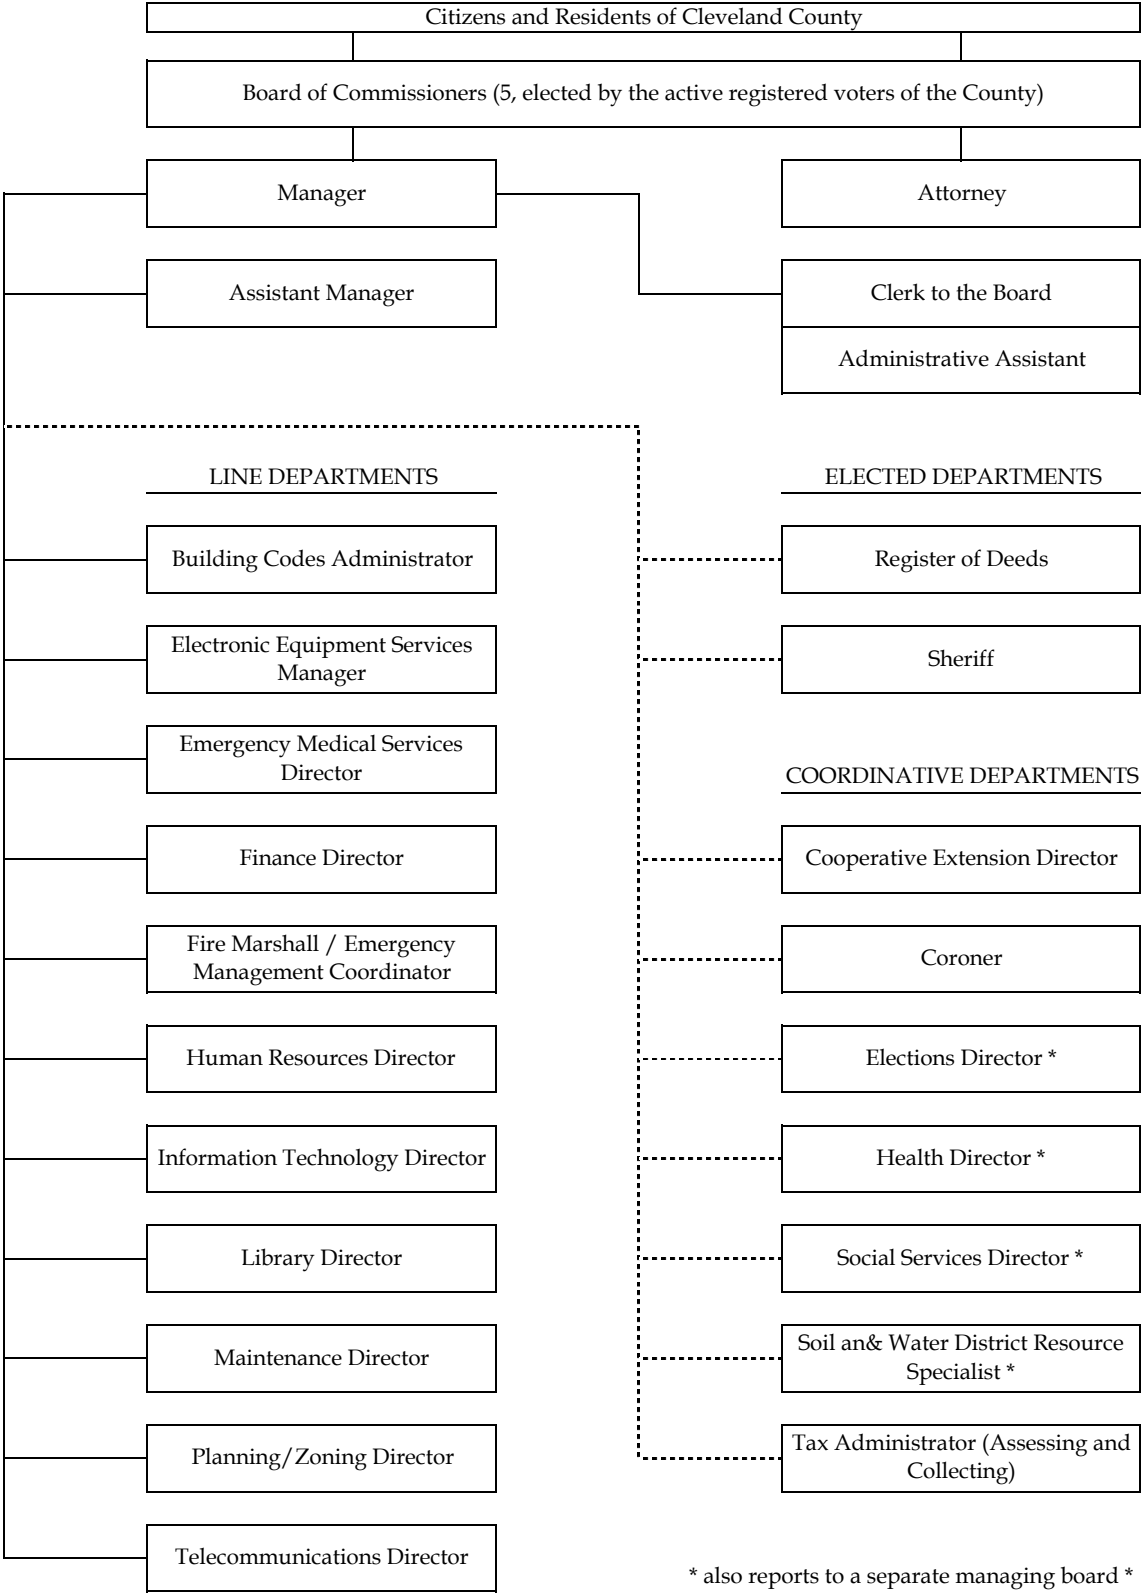 Citizens and Residents of Cleveland County
Board of Commissioners (5, elected by the active registered voters of the County)
Manager
Attorney
Assistant Manager
Clerk to the Board
Administrative Assistant
LINE DEPARTMENTS
ELECTED DEPARTMENTS
Building Codes Administrator
Register of Deeds
Electronic Equipment Services
Manager
Sheriff
Emergency Medical Services
Director
COORDINATIVE DEPARTMENTS
Finance Director
Cooperative Extension Director
Fire Marshall / Emergency
Management Coordinator
Coroner
Human Resources Director
Elections Director *
Information Technology Director
Health Director *
Library Director
Social Services Director *
Maintenance Director
Soil an& Water District Resource
Specialist *
Planning/Zoning Director
Tax Administrator (Assessing and
Collecting)
Telecommunications Director
* also reports to a separate managing board *